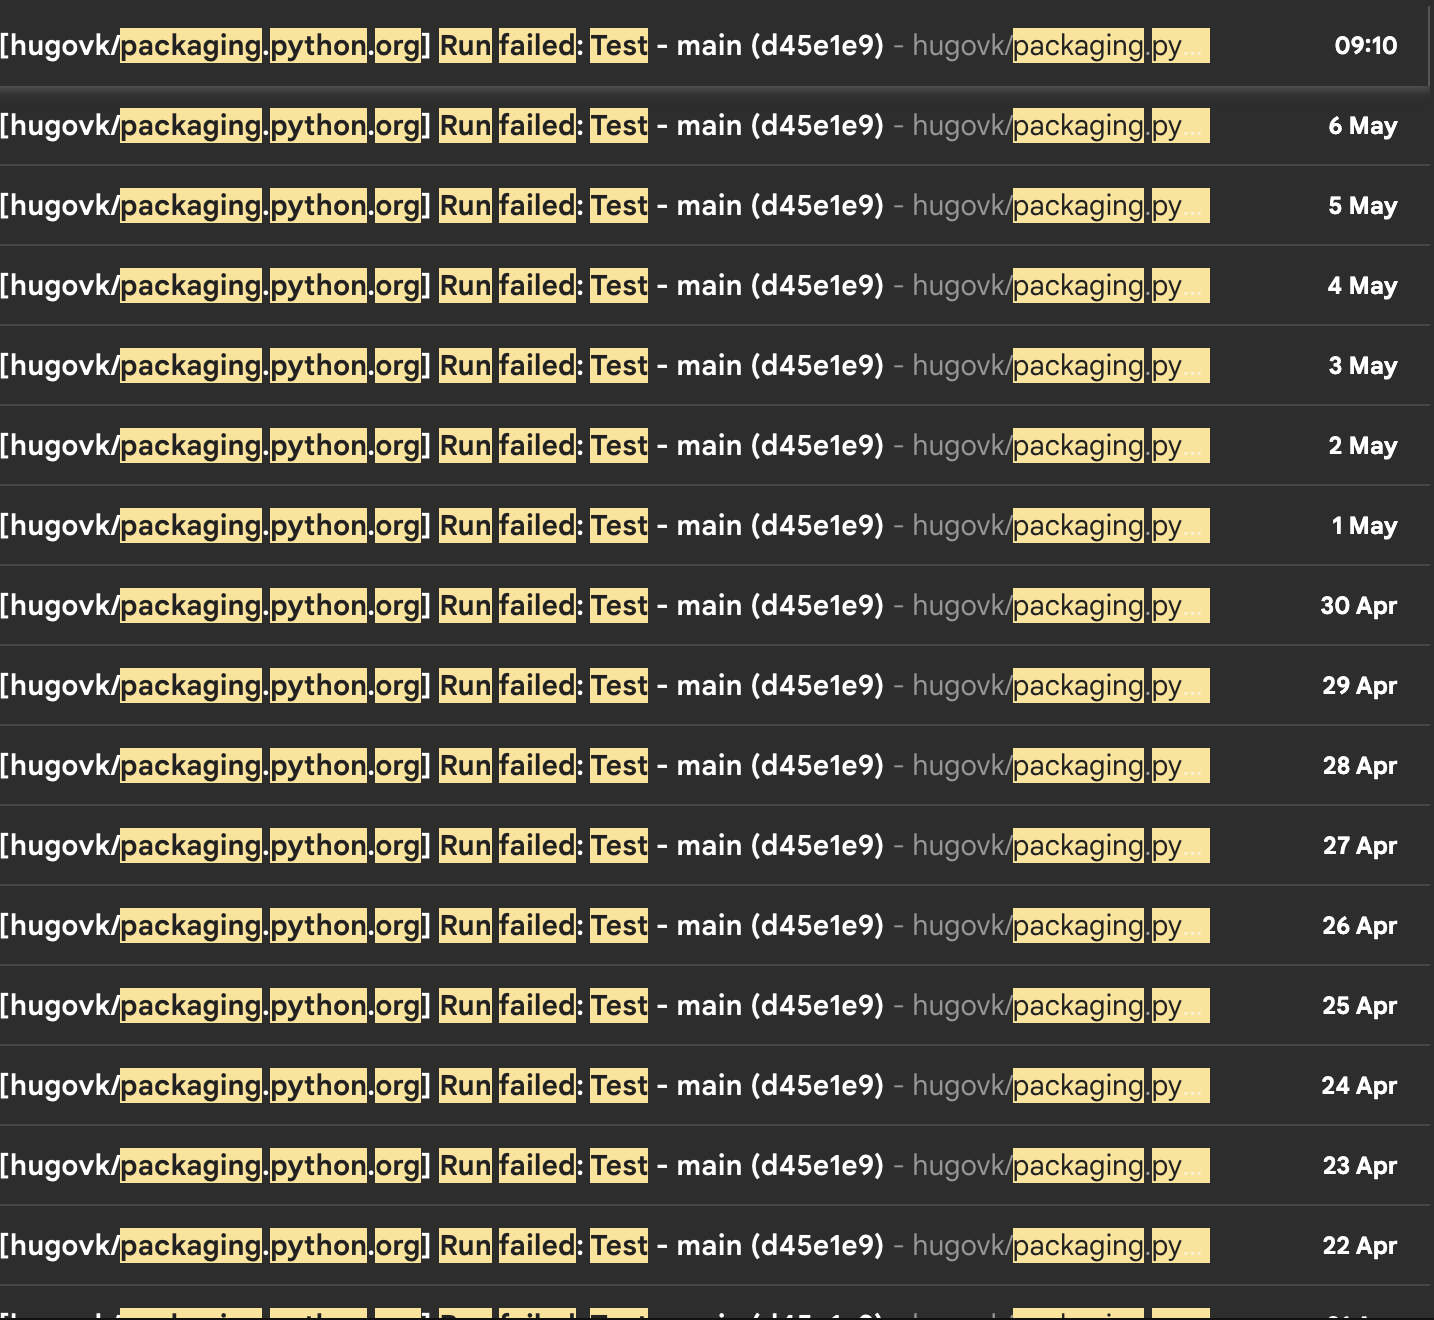 [hugovk/packaging.python.org] Run failed: Test - main (d45e1e9) - hugovk/packaging.py... 09:10
[hugovk/packaging.python.org] Run failed: Test - main (d45e1e9) - hugovk/packaging.py... 6 May
[hugovk/packaging.python.org] Run failed: Test - main (d45e1e9) - hugovk/packaging.py... 5 May
[hugovk/packaging.python.org] Run failed: Test - main (d45e1e9) - hugovk/packaging.py... 4 May
[hugovk/packaging.python.org] Run failed: Test - main (d45e1e9) - hugovk/packaging.py... 3 May
[hugovk/packaging.python.org] Run failed: Test - main (d45e1e9) - hugovk/packaging.py... 2 May
[hugovk/packaging.python.org] Run failed: Test - main (d45e1e9) - hugovk/packaging.py... 1 May
[hugovk/packaging.python.org] Run failed: Test - main (d45e1e9) - hugovk/packaging.py... 30 Apr
[hugovk/packaging.python.org] Run failed: Test - main (d45e1e9) - hugovk/packaging.py... 29 Apr
[hugovk/packaging.python.org] Run failed: Test - main (d45e1e9) - hugovk/packaging.py... 28 Apr
[hugovk/packaging.python.org] Run failed: Test - main (d45e1e9) - hugovk/packaging.py... 27 Apr
[hugovk/packaging.python.org] Run failed: Test - main (d45e1e9) - hugovk/packaging.py... 26 Apr
[hugovk/packaging.python.org] Run failed: Test - main (d45e1e9) - hugovk/packaging.py... 25 Apr
[hugovk/packaging.python.org] Run failed: Test - main (d45e1e9) - hugovk/packaging.py... 24 Apr
[hugovk/packaging.python.org] Run failed: Test - main (d45e1e9) - hugovk/packaging.py... 23 Apr
[hugovk/packaging.python.org] Run failed: Test - main (d45e1e9) - hugovk/packaging.py... 22 Apr